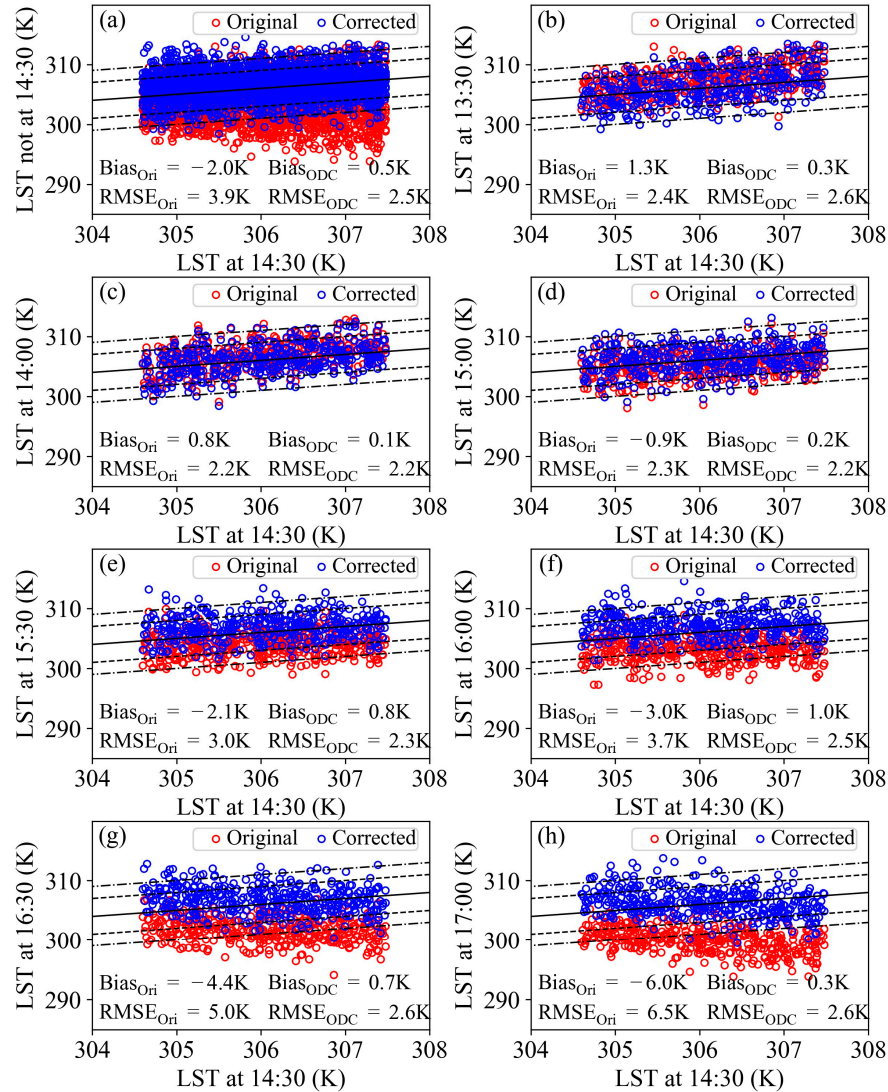 (a) Original Corrected
LST not at 14:30 (K)
310
300
290
Bias_Ori = −2.0K Bias_ODC = 0.5K
RMSE_Ori = 3.9K RMSE_ODC = 2.5K
304 305 306 307 308
LST at 14:30 (K)
(b) Original Corrected
LST at 13:30 (K)
310
300
290
Bias_Ori = 1.3K Bias_ODC = 0.3K
RMSE_Ori = 2.4K RMSE_ODC = 2.6K
304 305 306 307 308
LST at 14:30 (K)
(c) Original Corrected
LST at 14:00 (K)
310
300
290
Bias_Ori = 0.8K Bias_ODC = 0.1K
RMSE_Ori = 2.2K RMSE_ODC = 2.2K
304 305 306 307 308
LST at 14:30 (K)
(d) Original Corrected
LST at 15:00 (K)
310
300
290
Bias_Ori = −0.9K Bias_ODC = 0.2K
RMSE_Ori = 2.3K RMSE_ODC = 2.2K
304 305 306 307 308
LST at 14:30 (K)
(e) Original Corrected
LST at 15:30 (K)
310
300
290
Bias_Ori = −2.1K Bias_ODC = 0.8K
RMSE_Ori = 3.0K RMSE_ODC = 2.3K
304 305 306 307 308
LST at 14:30 (K)
(f) Original Corrected
LST at 16:00 (K)
310
300
290
Bias_Ori = −3.0K Bias_ODC = 1.0K
RMSE_Ori = 3.7K RMSE_ODC = 2.5K
304 305 306 307 308
LST at 14:30 (K)
(g) Original Corrected
LST at 16:30 (K)
310
300
290
Bias_Ori = −4.4K Bias_ODC = 0.7K
RMSE_Ori = 5.0K RMSE_ODC = 2.6K
304 305 306 307 308
LST at 14:30 (K)
(h) Original Corrected
LST at 17:00 (K)
310
300
290
Bias_Ori = −6.0K Bias_ODC = 0.3K
RMSE_Ori = 6.5K RMSE_ODC = 2.6K
304 305 306 307 308
LST at 14:30 (K)